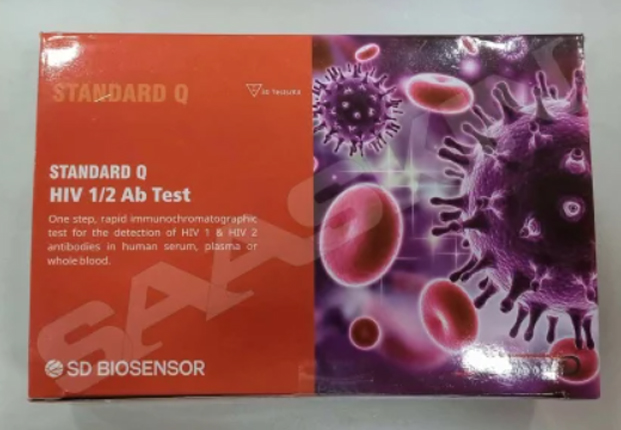 STANDARD Q
STANDARD Q
HIV 1/2 Ab Test
One step, rapid immunochromatographic
test for the detection of HIV 1 & HIV 2
antibodies in human serum, plasma or
whole blood.
SD BIOSENSOR